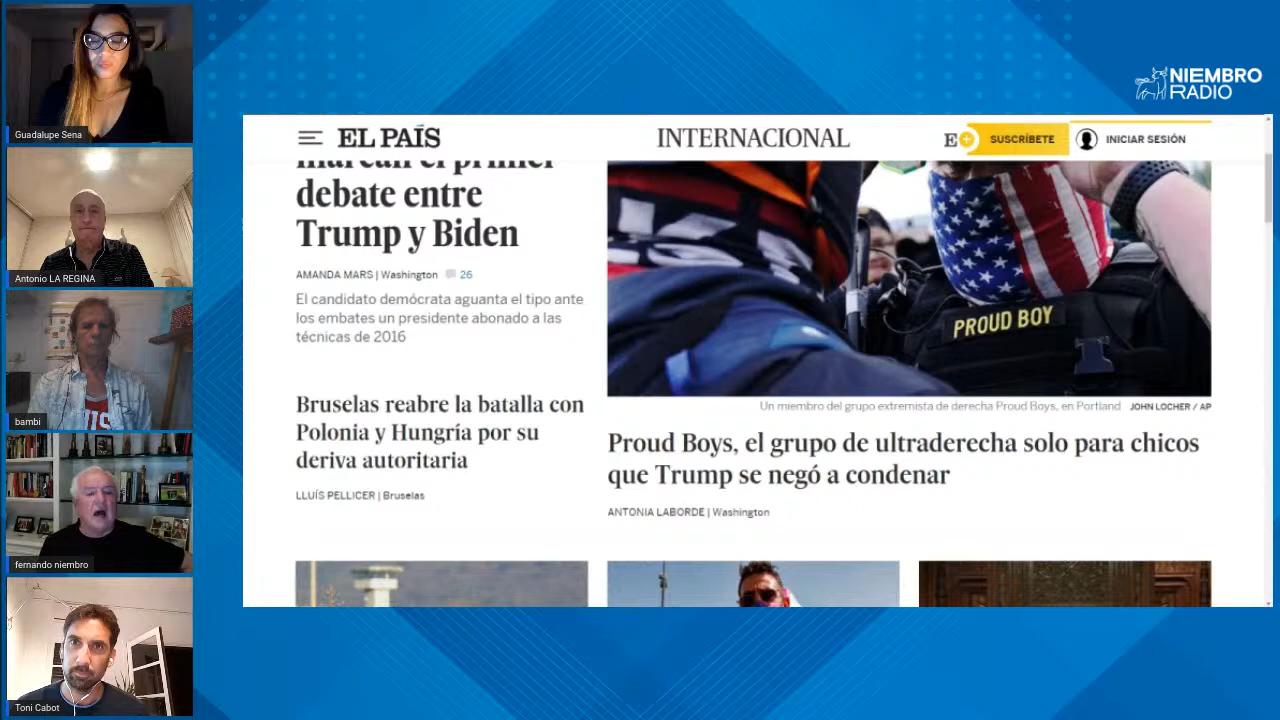 Guadalupe Sena
Antonio LA REGINA
bambi
fernando niembro
Toni Cabot
NIEMBRO
RADIO
EL PAÍS
INTERNACIONAL
E+
SUSCRÍBETE
INICIAR SESIÓN
marcan el primer
debate entre
Trump y Biden
AMANDA MARS | Washington 26
El candidato demócrata aguanta el tipo ante
los embates un presidente abonado a las
técnicas de 2016
Bruselas reabre la batalla con
Polonia y Hungría por su
deriva autoritaria
LLUÍS PELLICER | Bruselas
PROUD BOY
Un miembro del grupo extremista de derecha Proud Boys, en Portland JOHN LOCHER / AP
Proud Boys, el grupo de ultraderecha solo para chicos
que Trump se negó a condenar
ANTONIA LABORDE | Washington